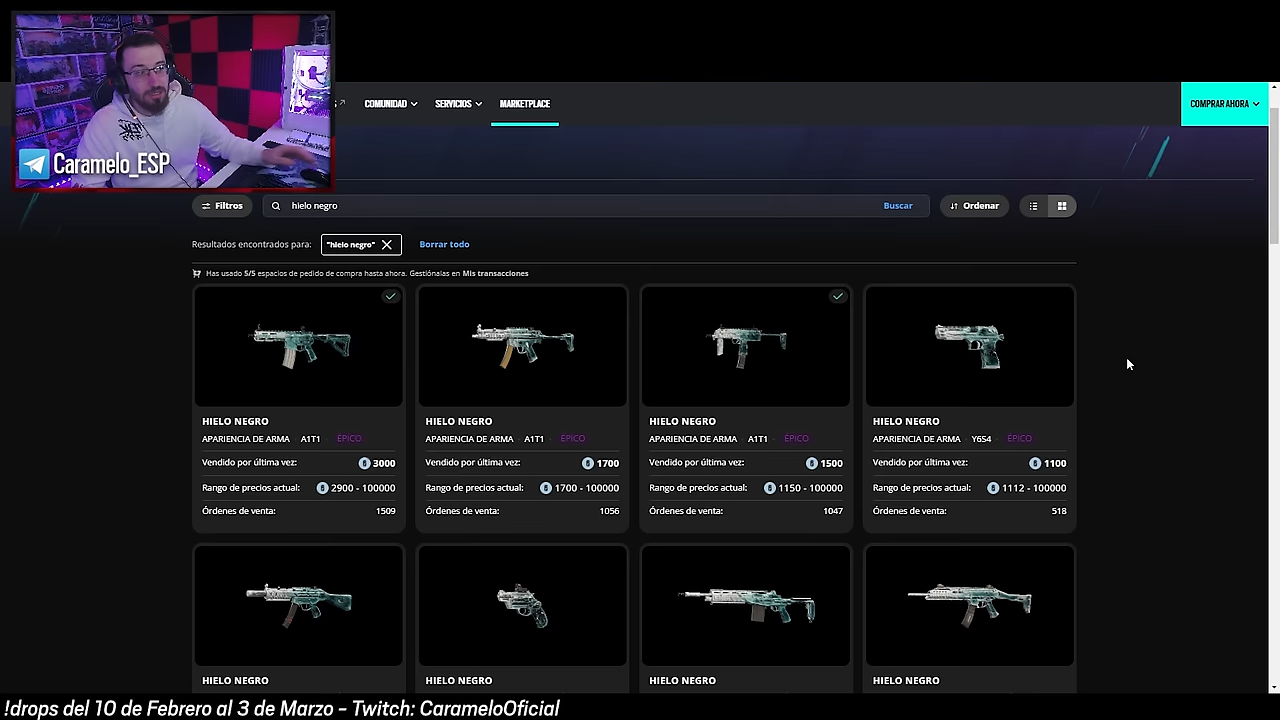 Caramelo_ESP
COMUNIDAD
SERVICIOS
MARKETPLACE
COMPRAR AHORA
Filtros
hielo negro
Buscar
Ordenar
Resultados encontrados para:
"hielo negro"
Borrar todo
Has usado 5/5 espacios de pedido de compra hasta ahora. Gestiónalas en Mis transacciones
HIELO NEGRO
APARIENCIA DE ARMA · A1T1 · ÉPICO
Vendido por última vez: 3000
Rango de precios actual: 2900 - 100000
Órdenes de venta: 1509
HIELO NEGRO
APARIENCIA DE ARMA · A1T1 · ÉPICO
Vendido por última vez: 1700
Rango de precios actual: 1700 - 100000
Órdenes de venta: 1056
HIELO NEGRO
APARIENCIA DE ARMA · A1T1 · ÉPICO
Vendido por última vez: 1500
Rango de precios actual: 1150 - 100000
Órdenes de venta: 1047
HIELO NEGRO
APARIENCIA DE ARMA · Y6S4 · ÉPICO
Vendido por última vez: 1100
Rango de precios actual: 1112 - 100000
Órdenes de venta: 518
HIELO NEGRO
HIELO NEGRO
HIELO NEGRO
HIELO NEGRO
!drops del 10 de Febrero al 3 de Marzo - Twitch: CarameloOficial